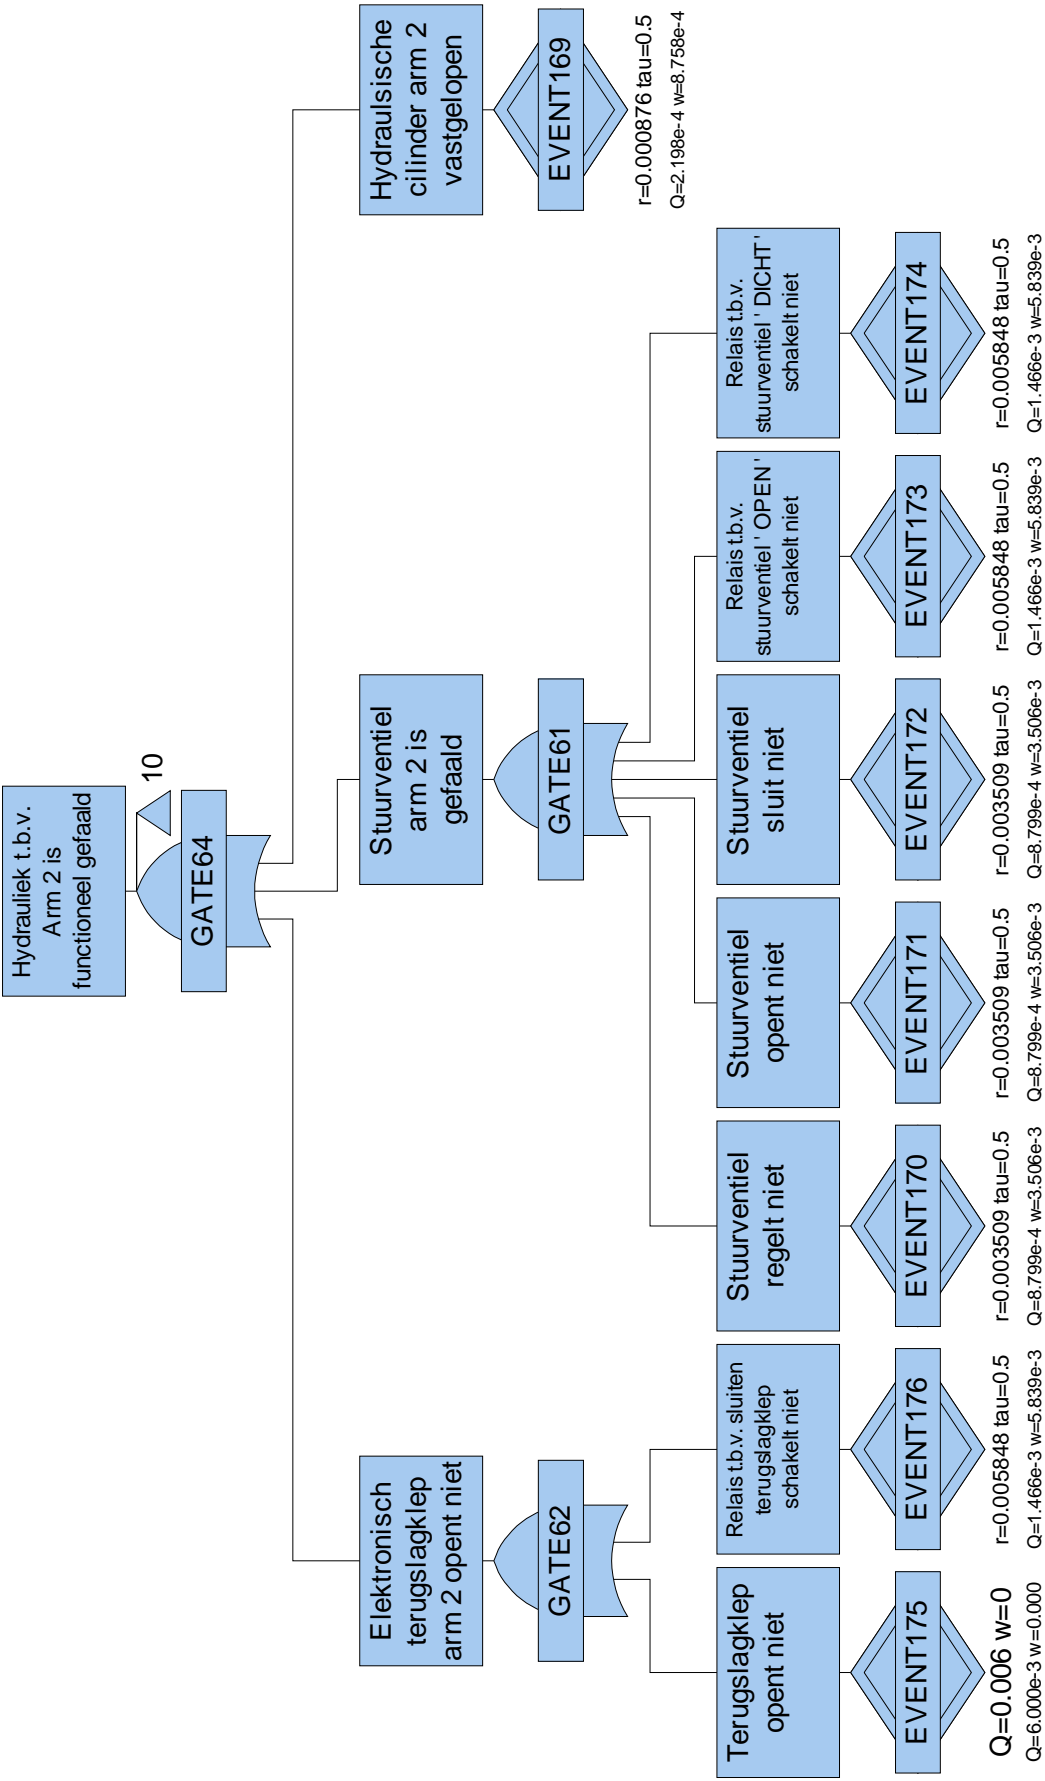 Hydrauliek t.b.v.
Arm 2 is
functioneel gefaald
10
GATE64
Elektronisch
terugslagklep
arm 2 opent niet
GATE62
Stuurventiel
arm 2 is
gefaald
GATE61
Hydraulsische
cilinder arm 2
vastgelopen
EVENT169
r=0.000876 tau=0.5
Q=2.198e-4 w=8.758e-4
Terugslagklep
opent niet
EVENT175
Q=0.006 w=0
Q=6.000e-3 w=0.000
Relais t.b.v. sluiten
terugslagklep
schakelt niet
EVENT176
r=0.005848 tau=0.5
Q=1.466e-3 w=5.839e-3
Stuurventiel
regelt niet
EVENT170
r=0.003509 tau=0.5
Q=8.799e-4 w=3.506e-3
Stuurventiel
opent niet
EVENT171
r=0.003509 tau=0.5
Q=8.799e-4 w=3.506e-3
Stuurventiel
sluit niet
EVENT172
r=0.003509 tau=0.5
Q=8.799e-4 w=3.506e-3
Relais t.b.v.
stuurventiel ' OPEN '
schakelt niet
EVENT173
r=0.005848 tau=0.5
Q=1.466e-3 w=5.839e-3
Relais t.b.v.
stuurventiel ' DICHT '
schakelt niet
EVENT174
r=0.005848 tau=0.5
Q=1.466e-3 w=5.839e-3